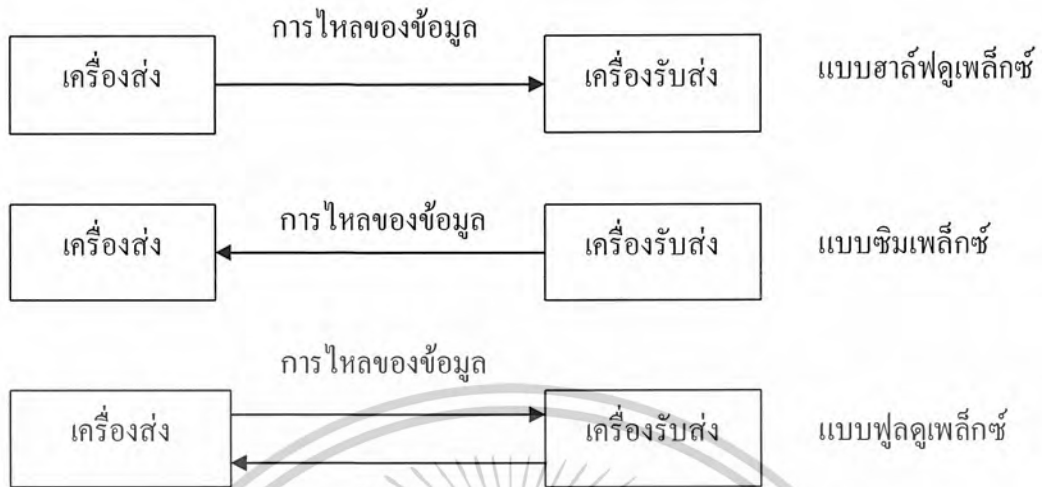 การไหลของข้อมูล
เครื่องส่ง เครื่องรับส่ง แบบฮาล์ฟดูเพล็กซ์
การไหลของข้อมูล
เครื่องส่ง เครื่องรับส่ง แบบซิมเพล็กซ์
การไหลของข้อมูล
เครื่องส่ง เครื่องรับส่ง แบบฟูลดูเพล็กซ์